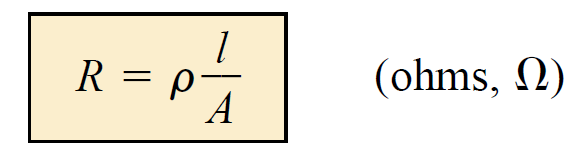 R = ρ l/A (ohms, Ω)